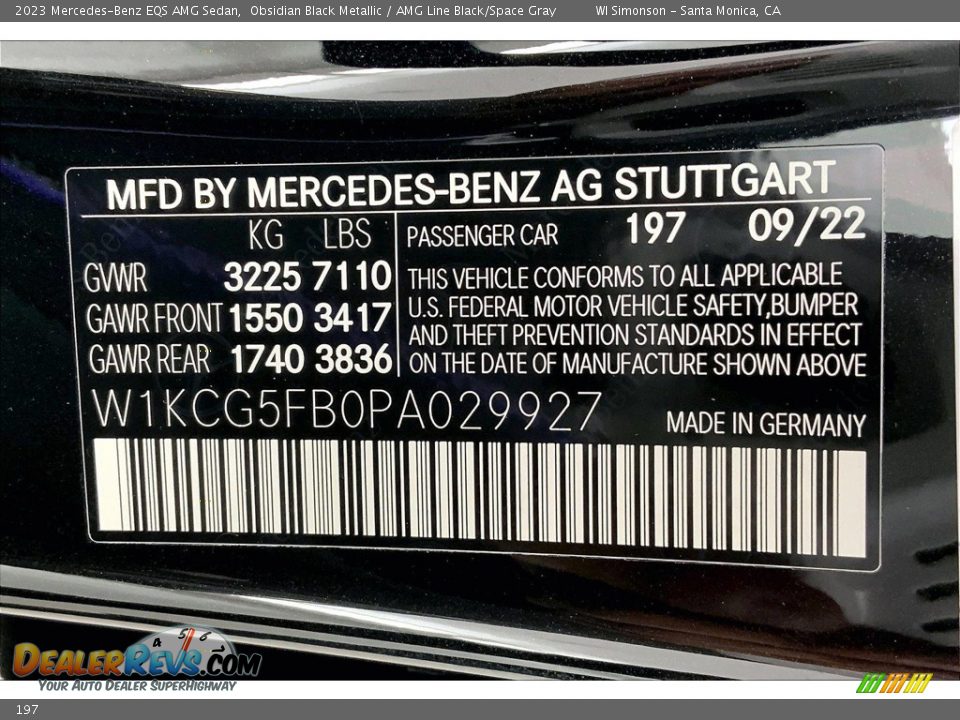 2023 Mercedes-Benz EQS AMG Sedan, Obsidian Black Metallic / AMG Line Black/Space Gray WI Simonson - Santa Monica, CA
MFD BY MERCEDES-BENZ AG STUTTGART
KG LBS
GVWR 3225 7110
GAWR FRONT 1550 3417
GAWR REAR 1740 3836
PASSENGER CAR 197 09/22
THIS VEHICLE CONFORMS TO ALL APPLICABLE
U.S. FEDERAL MOTOR VEHICLE SAFETY,BUMPER
AND THEFT PREVENTION STANDARDS IN EFFECT
ON THE DATE OF MANUFACTURE SHOWN ABOVE
W1KCG5FB0PA029927
MADE IN GERMANY
4 5 6
DEALERREVS.COM
YOUR AUTO DEALER SUPERHIGHWAY
197